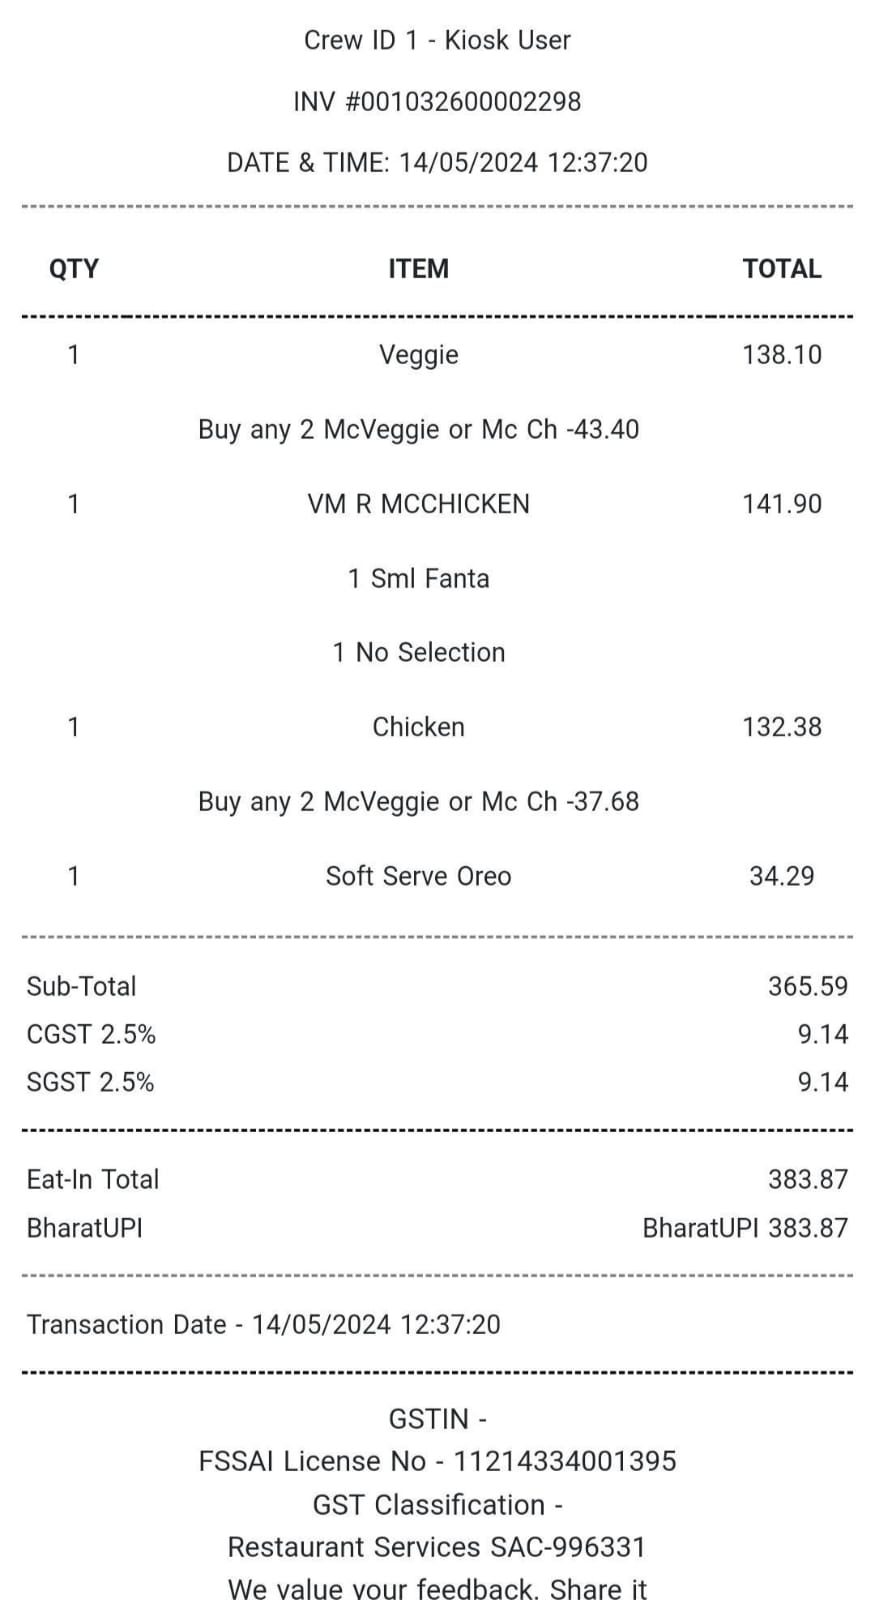 Crew ID 1 - Kiosk User
INV #001032600002298
DATE & TIME: 14/05/2024 12:37:20
QTY ITEM TOTAL
1 Veggie 138.10
Buy any 2 McVeggie or Mc Ch -43.40
1 VM R MCCHICKEN 141.90
1 Sml Fanta
1 No Selection
1 Chicken 132.38
Buy any 2 McVeggie or Mc Ch -37.68
1 Soft Serve Oreo 34.29
Sub-Total 365.59
CGST 2.5% 9.14
SGST 2.5% 9.14
Eat-In Total 383.87
BharatUPI BharatUPI 383.87
Transaction Date - 14/05/2024 12:37:20
GSTIN -
FSSAI License No - 11214334001395
GST Classification -
Restaurant Services SAC-996331
We value your feedback. Share it